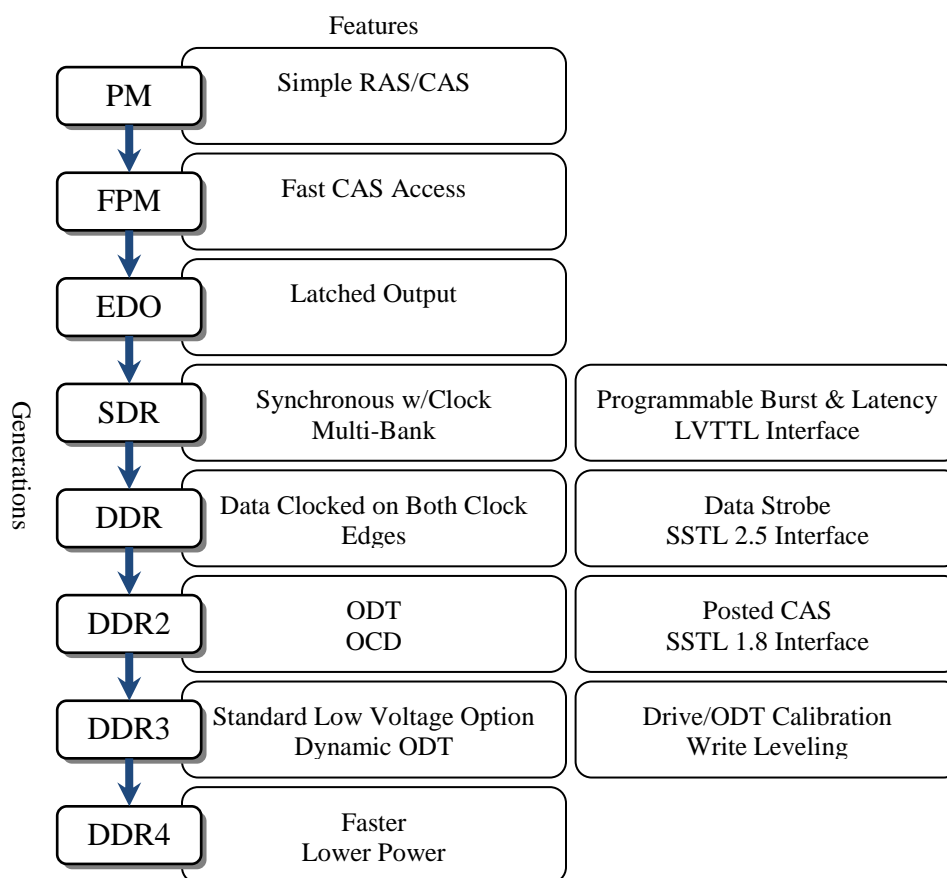 Features
PM
Simple RAS/CAS
FPM
Fast CAS Access
EDO
Latched Output
Generations
SDR
Synchronous w/Clock
Multi-Bank
Programmable Burst & Latency
LVTTL Interface
DDR
Data Clocked on Both Clock
Edges
Data Strobe
SSTL 2.5 Interface
DDR2
ODT
OCD
Posted CAS
SSTL 1.8 Interface
DDR3
Standard Low Voltage Option
Dynamic ODT
Drive/ODT Calibration
Write Leveling
DDR4
Faster
Lower Power